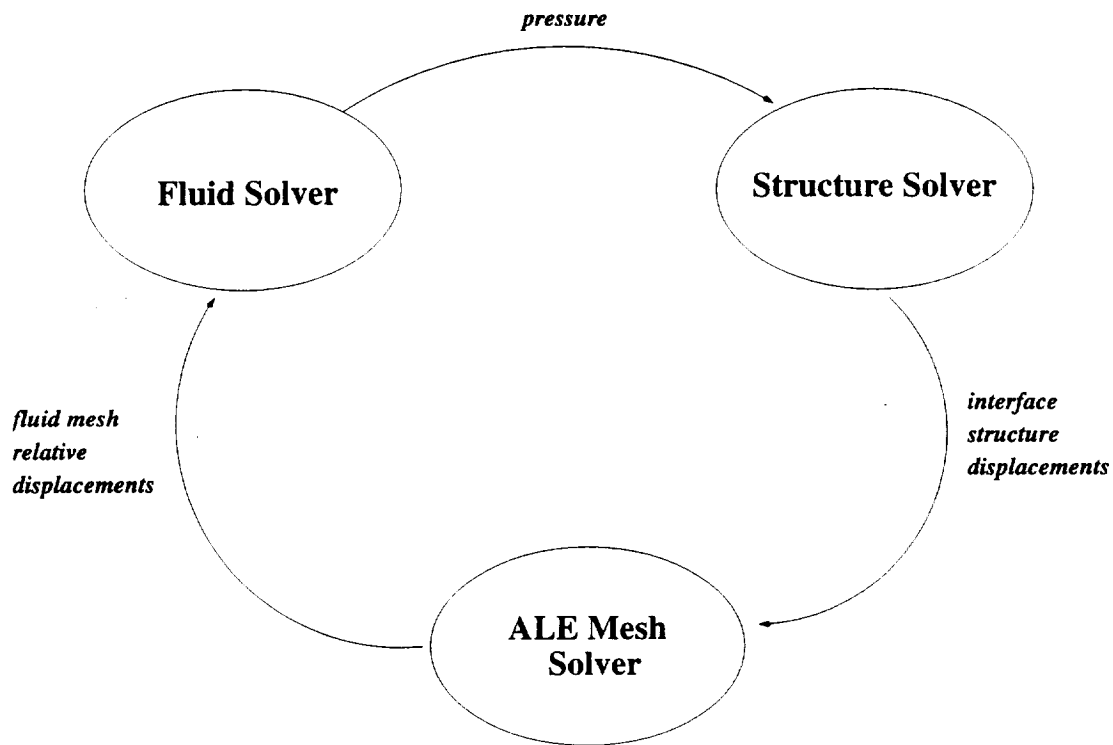 pressure
Fluid Solver
Structure Solver
fluid mesh
relative
displacements
interface
structure
displacements
ALE Mesh
Solver